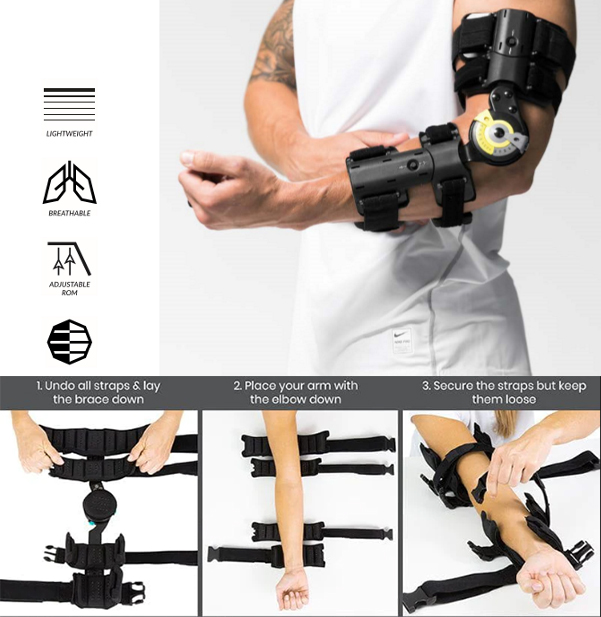 LIGHTWEIGHT
BREATHABLE
ADJUSTABLE
ROM
1. Undo all straps & lay
the brace down
2. Place your arm with
the elbow down
3. Secure the straps but keep
them loose